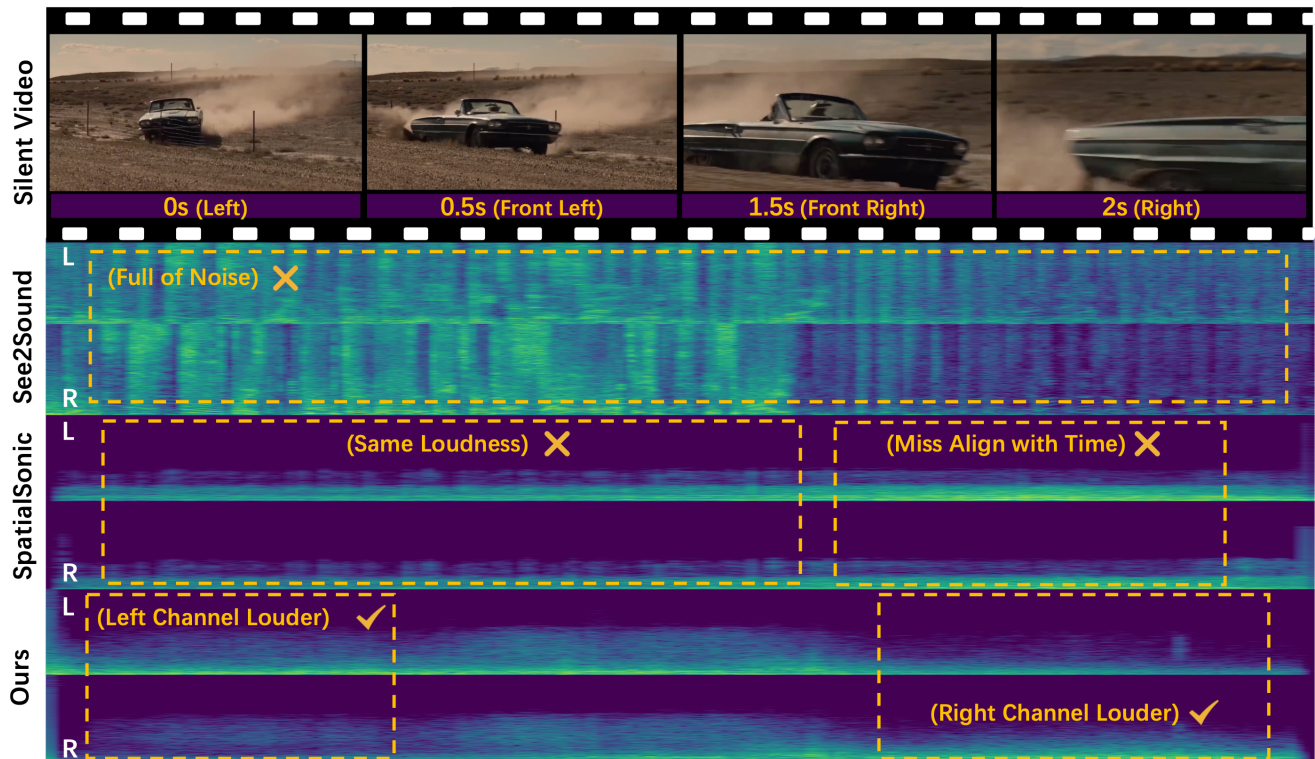 Silent Video
0s (Left)
0.5s (Front Left)
1.5s (Front Right)
2s (Right)
See2Sound
L
(Full of Noise)
R
SpatialSonic
L
(Same Loudness)
(Miss Align with Time)
R
Ours
L
(Left Channel Louder)
(Right Channel Louder)
R